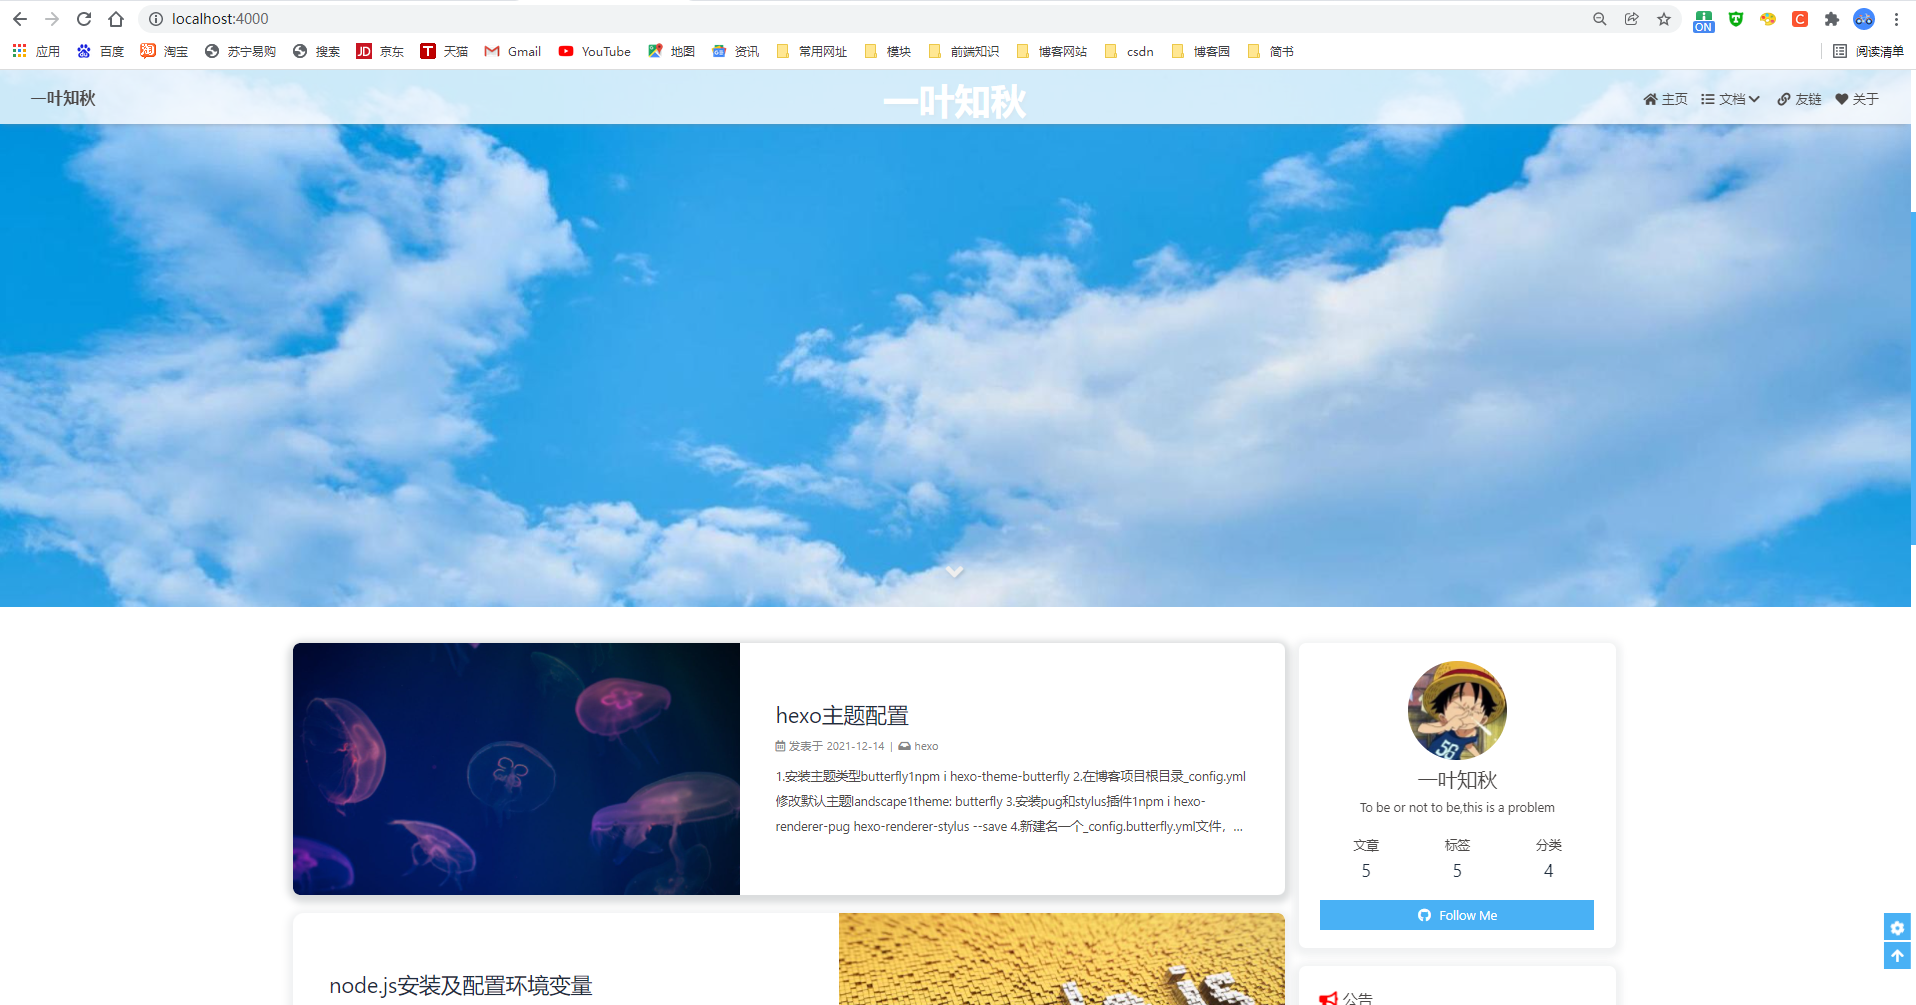 localhost:4000
ON
T
C
应用 百度 淘 淘宝 苏宁易购 搜索 JD 京东 T 天猫 Gmail YouTube 地图 资讯 常用网址 模块 前端知识 博客网站 csdn 博客园 简书 阅读清单
一叶知秋 一叶知秋 主页 文档 友链 关于
hexo主题配置
发表于 2021-12-14 | hexo
1.安装主题类型butterfly1npm i hexo-theme-butterfly 2.在博客项目根目录_config.yml
修改默认主题landscape1theme: butterfly 3.安装pug和stylus插件1npm i hexo-
renderer-pug hexo-renderer-stylus --save 4.新建名一个_config.butterfly.yml文件，...
56
一叶知秋
To be or not to be,this is a problem
文章 标签 分类
5 5 4
Follow Me
node.js安装及配置环境变量
公告